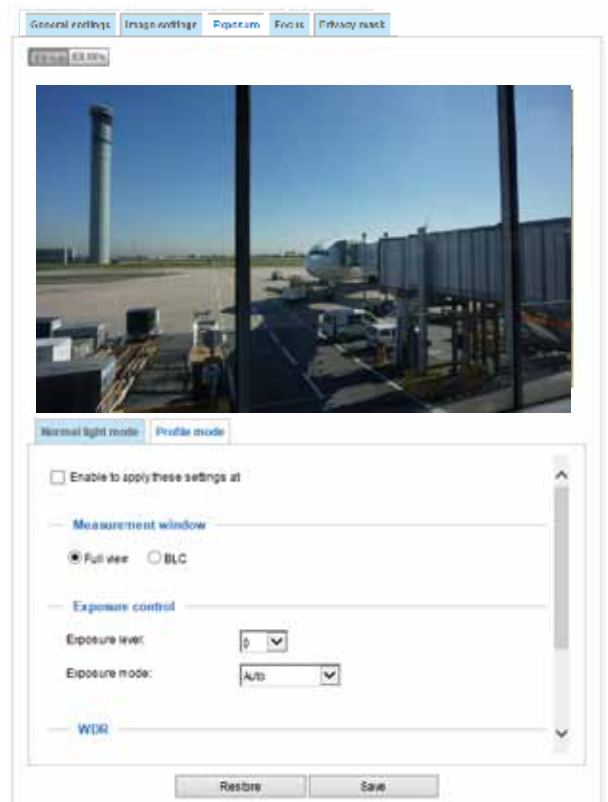 General settings Image settings Exposure Focus Privacy mask
Normal light mode Profile mode
Enable to apply these settings at
Measurement window
Full view BLC
Exposure control
Exposure level: 0
Exposure mode: Auto
WDR
Restore Save